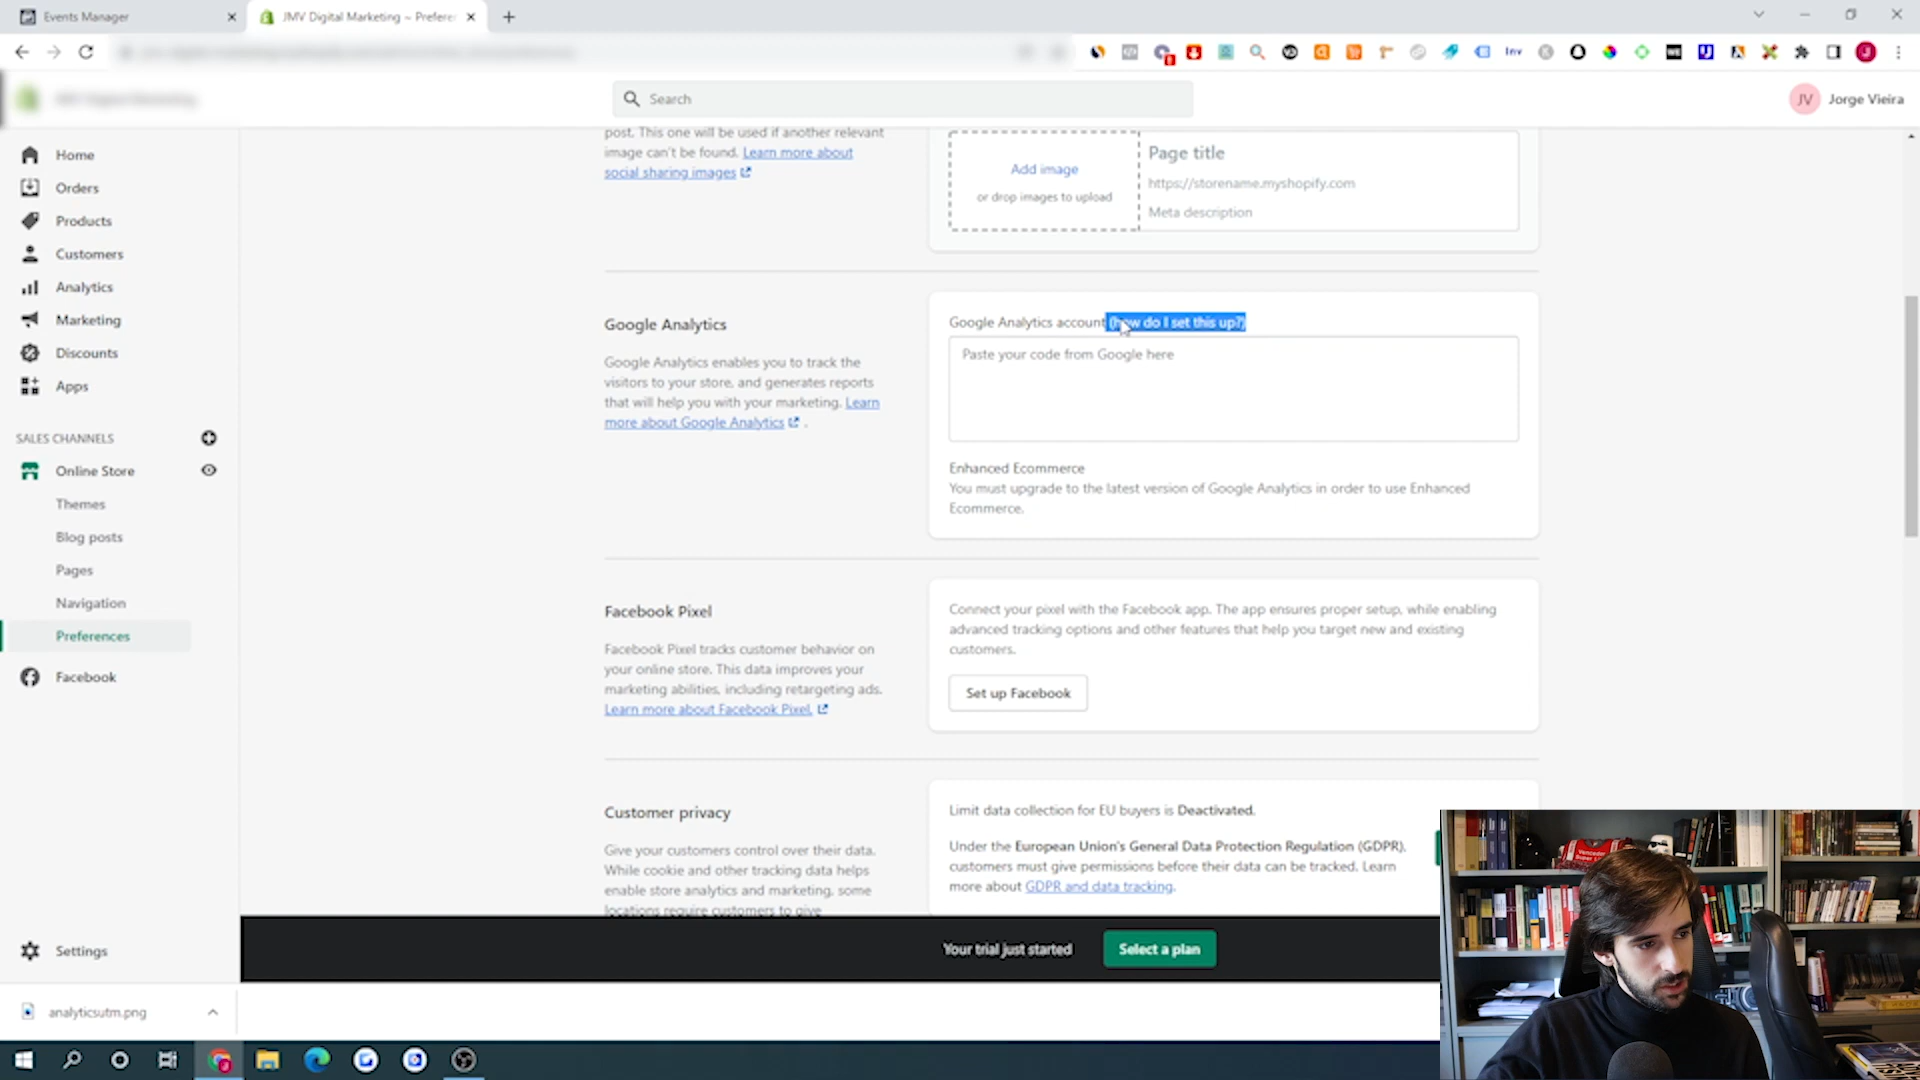 Events Manager
JMV Digital Marketing ~ Prefere
Search
JV
Jorge Vieira
Home
Orders
Products
Customers
Analytics
Marketing
Discounts
Apps
SALES CHANNELS
Online Store
Themes
Blog posts
Pages
Navigation
Preferences
Facebook
Settings
post. This one will be used if another relevant
image can't be found. Learn more about
social sharing images
Add image
or drop images to upload
Page title
https://storename.myshopify.com
Meta description
Google Analytics
Google Analytics enables you to track the
visitors to your store, and generates reports
that will help you with your marketing. Learn
more about Google Analytics .
Google Analytics account (how do I set this up?)
Paste your code from Google here
Enhanced Ecommerce
You must upgrade to the latest version of Google Analytics in order to use Enhanced
Ecommerce.
Facebook Pixel
Facebook Pixel tracks customer behavior on
your online store. This data improves your
marketing abilities, including retargeting ads.
Learn more about Facebook Pixel.
Connect your pixel with the Facebook app. The app ensures proper setup, while enabling
advanced tracking options and other features that help you target new and existing
customers.
Set up Facebook
Customer privacy
Give your customers control over their data.
While cookie and other tracking data helps
enable store analytics and marketing, some
locations require customers to give
Limit data collection for EU buyers is Deactivated.
Under the European Union's General Data Protection Regulation (GDPR),
customers must give permissions before their data can be tracked. Learn
more about GDPR and data tracking.
Your trial just started
Select a plan
analyticsutm.png